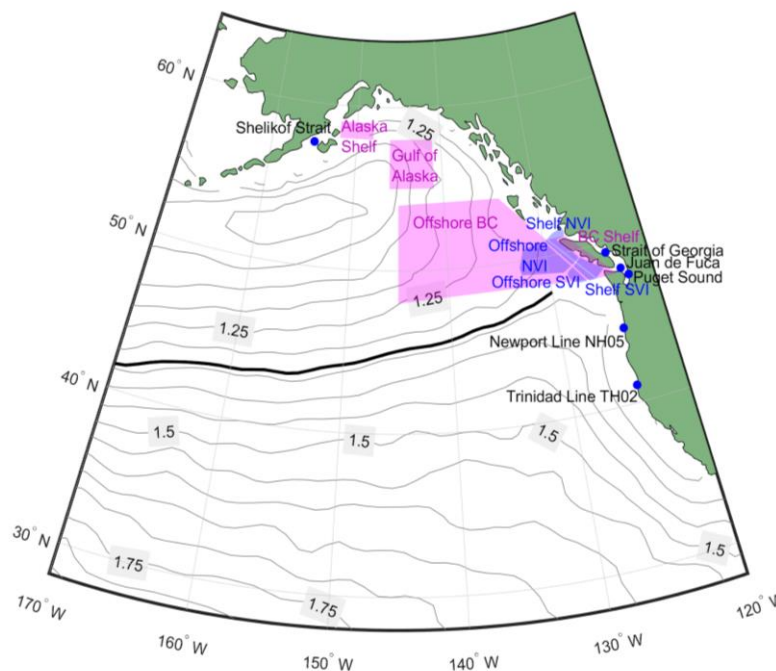 60° N
1.25
Shelikof Strait
Alaska
Shelf
Gulf of
Alaska
50° N
Offshore BC
Shelf NVI
BC Shelf
Offshore
NVI
Strait of Georgia
Juan de Fuca
Puget Sound
Offshore SVI
Shelf SVI
1.25
1.25
Newport Line NH05
40° N
Trinidad Line TH02
1.5
1.5
1.5
30° N
1.75
1.5
1.75
170° W
160° W
150° W
140° W
130° W
120° W